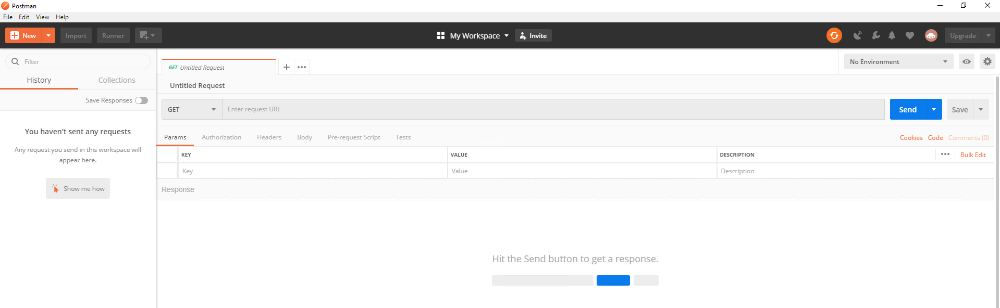 Postman
File Edit View Help
New Import Runner My Workspace Invite Upgrade
Filter
History Collections
Save Responses
You haven't sent any requests
Any request you send in this workspace will
appear here.
Show me how
GET Untitled Request
No Environment
Untitled Request
GET Enter request URL Send Save
Params Authorization Headers Body Pre-request Script Tests Cookies Code Comments (0)
KEY VALUE DESCRIPTION Bulk Edit
Key Value Description
Response
Hit the Send button to get a response.